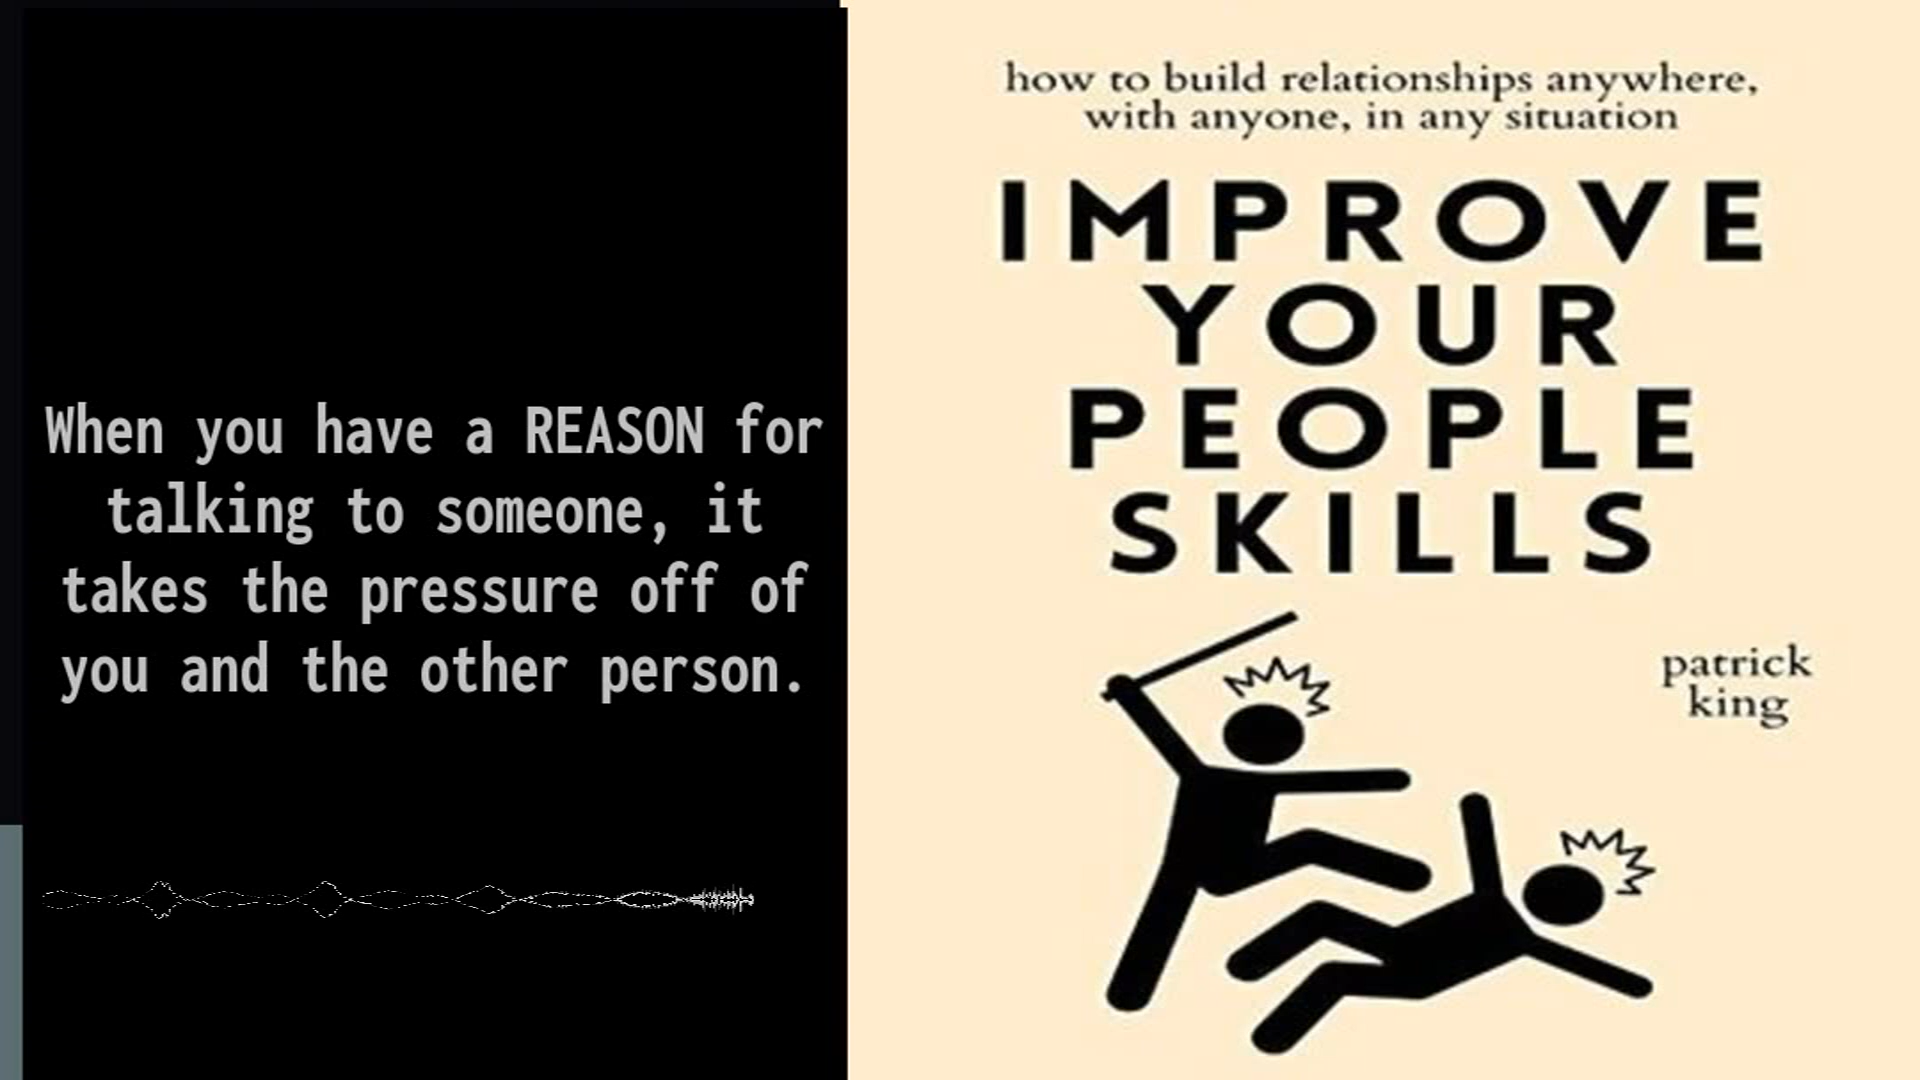 When you have a REASON for
talking to someone, it
takes the pressure off of
you and the other person.
how to build relationships anywhere,
with anyone, in any situation
IMPROVE
YOUR
PEOPLE
SKILLS
patrick
king